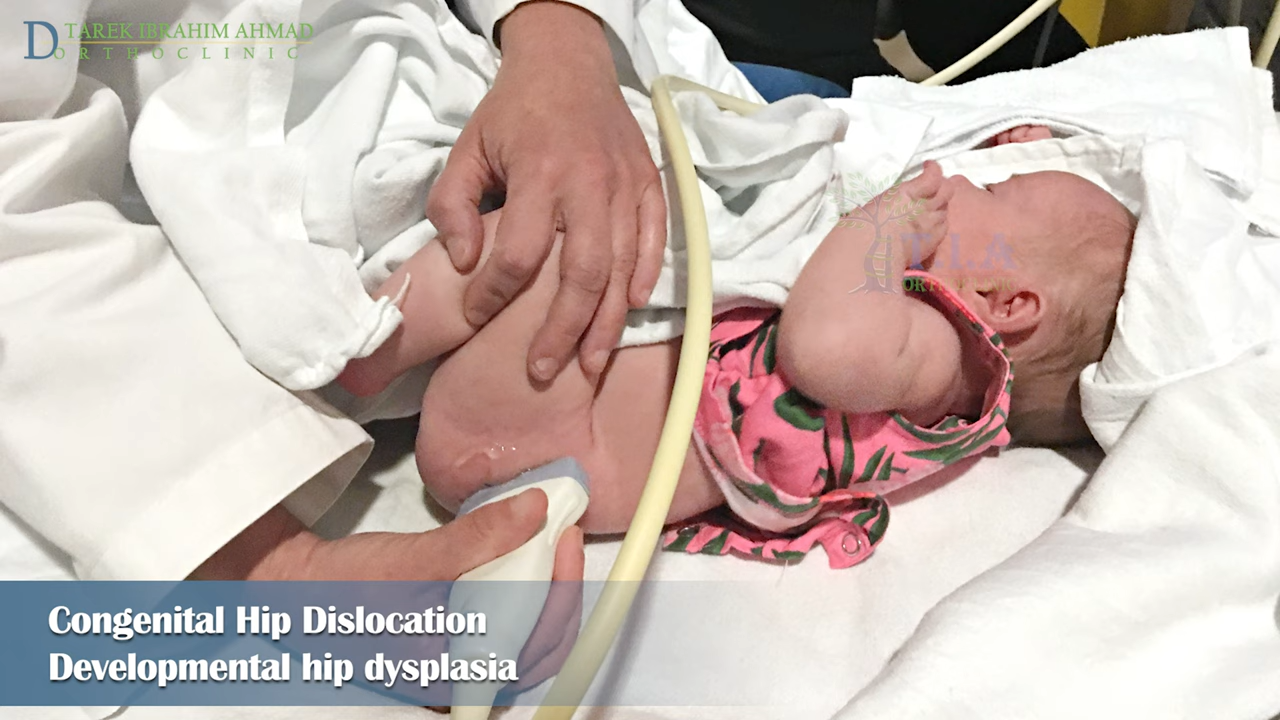 D TAREK IBRAHIM AHMAD
ORTHOCLINIC
T.I.A
Congenital Hip Dislocation
Developmental hip dysplasia